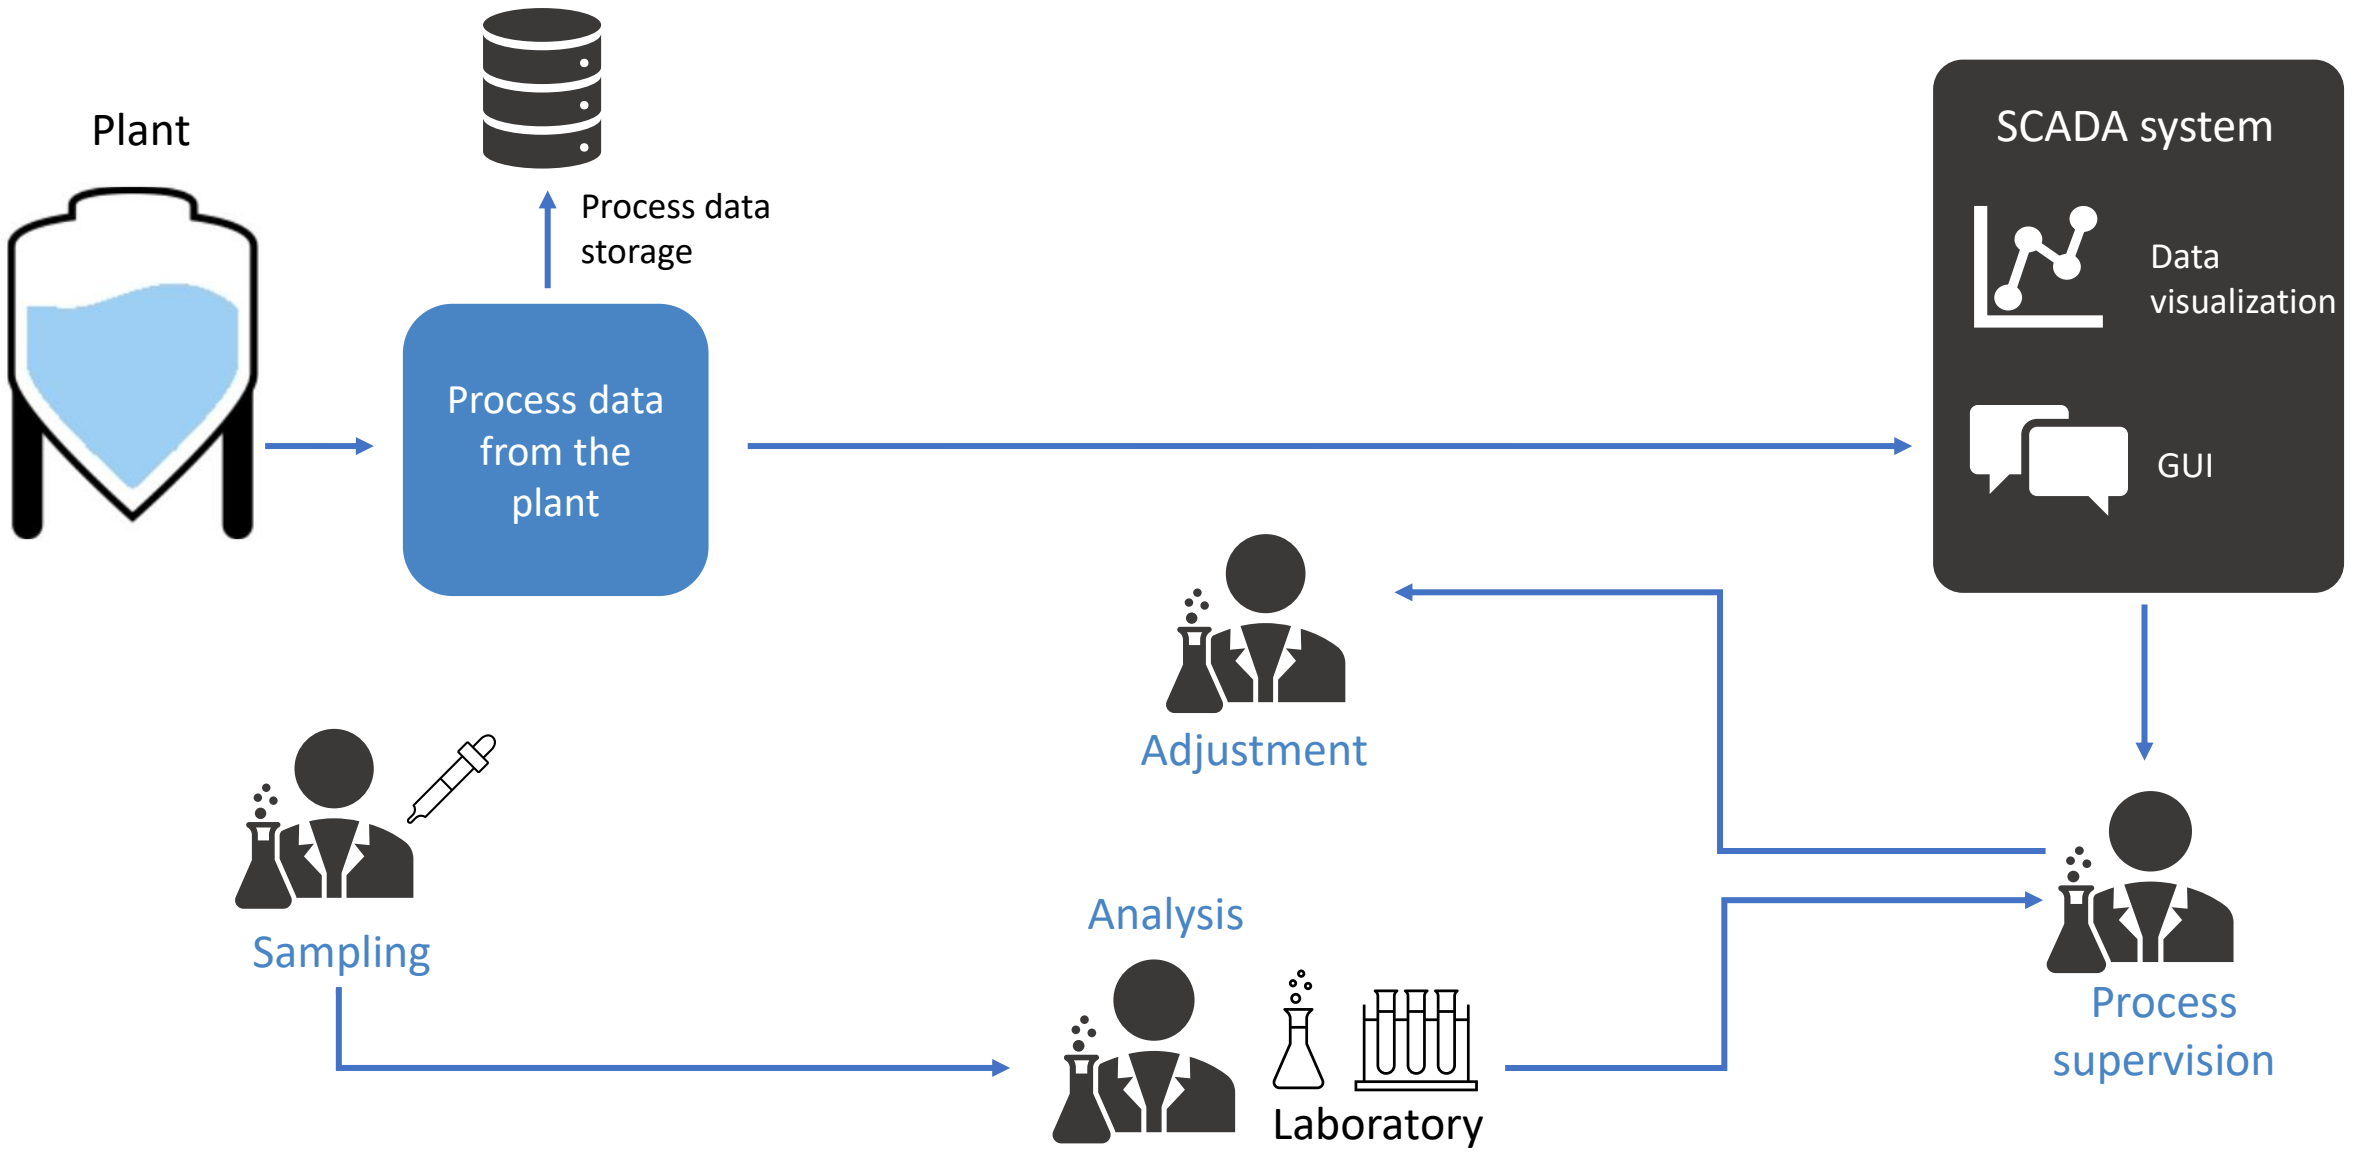 Plant
Process data
storage
SCADA system
Data
visualization
GUI
Process data
from the
plant
Adjustment
Sampling
Analysis
Laboratory
Process
supervision